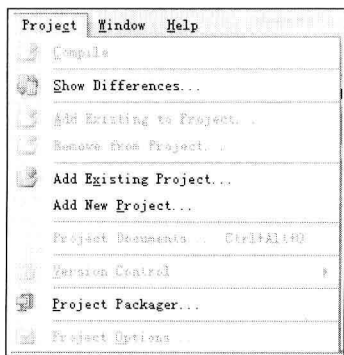 Project Window Help
Compile
Show Differences...
Add Existing to Project...
Remove from Project...
Add Existing Project...
Add New Project...
Project Documents... Ctrl+Alt+O
Version Control
Project Packager...
Project Options...